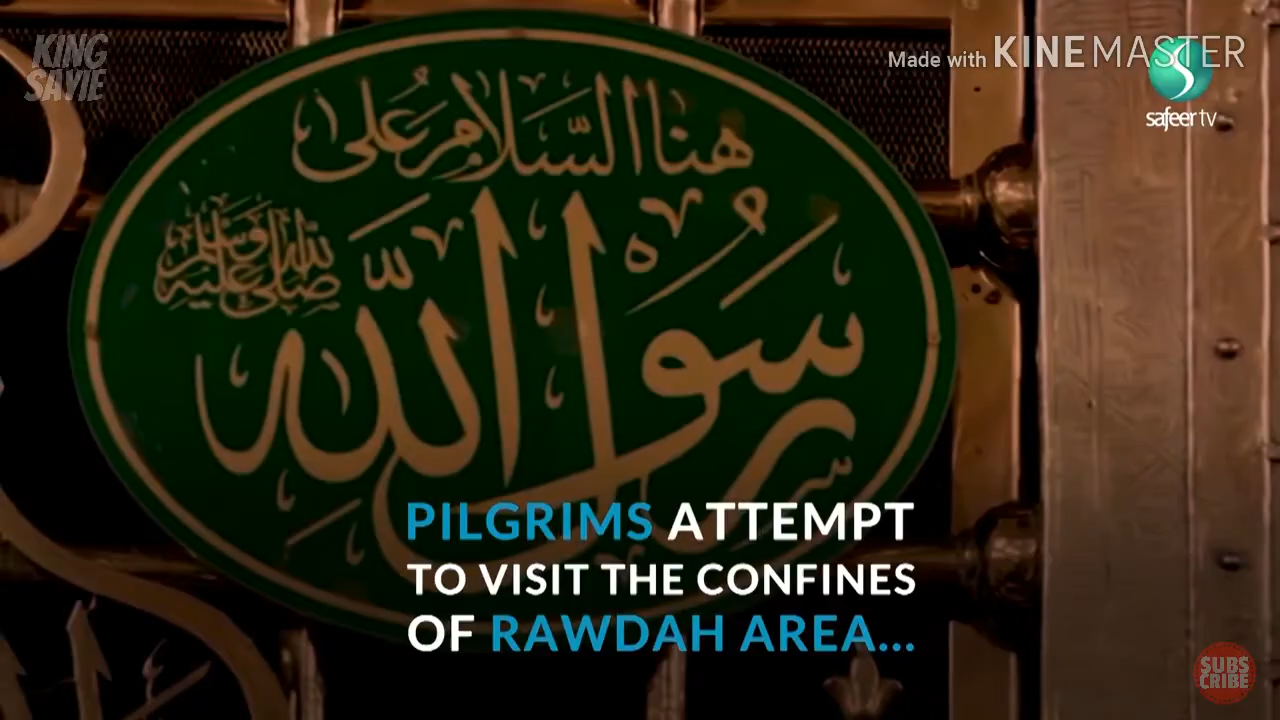 KING
SAVIE
Made with KINEMASTER
S
safeer tv
هنا السلام على
رسول الله
صلى الله عليه وسلم
PILGRIMS ATTEMPT
TO VISIT THE CONFINES
OF RAWDAH AREA...
SUBS
CRIBE